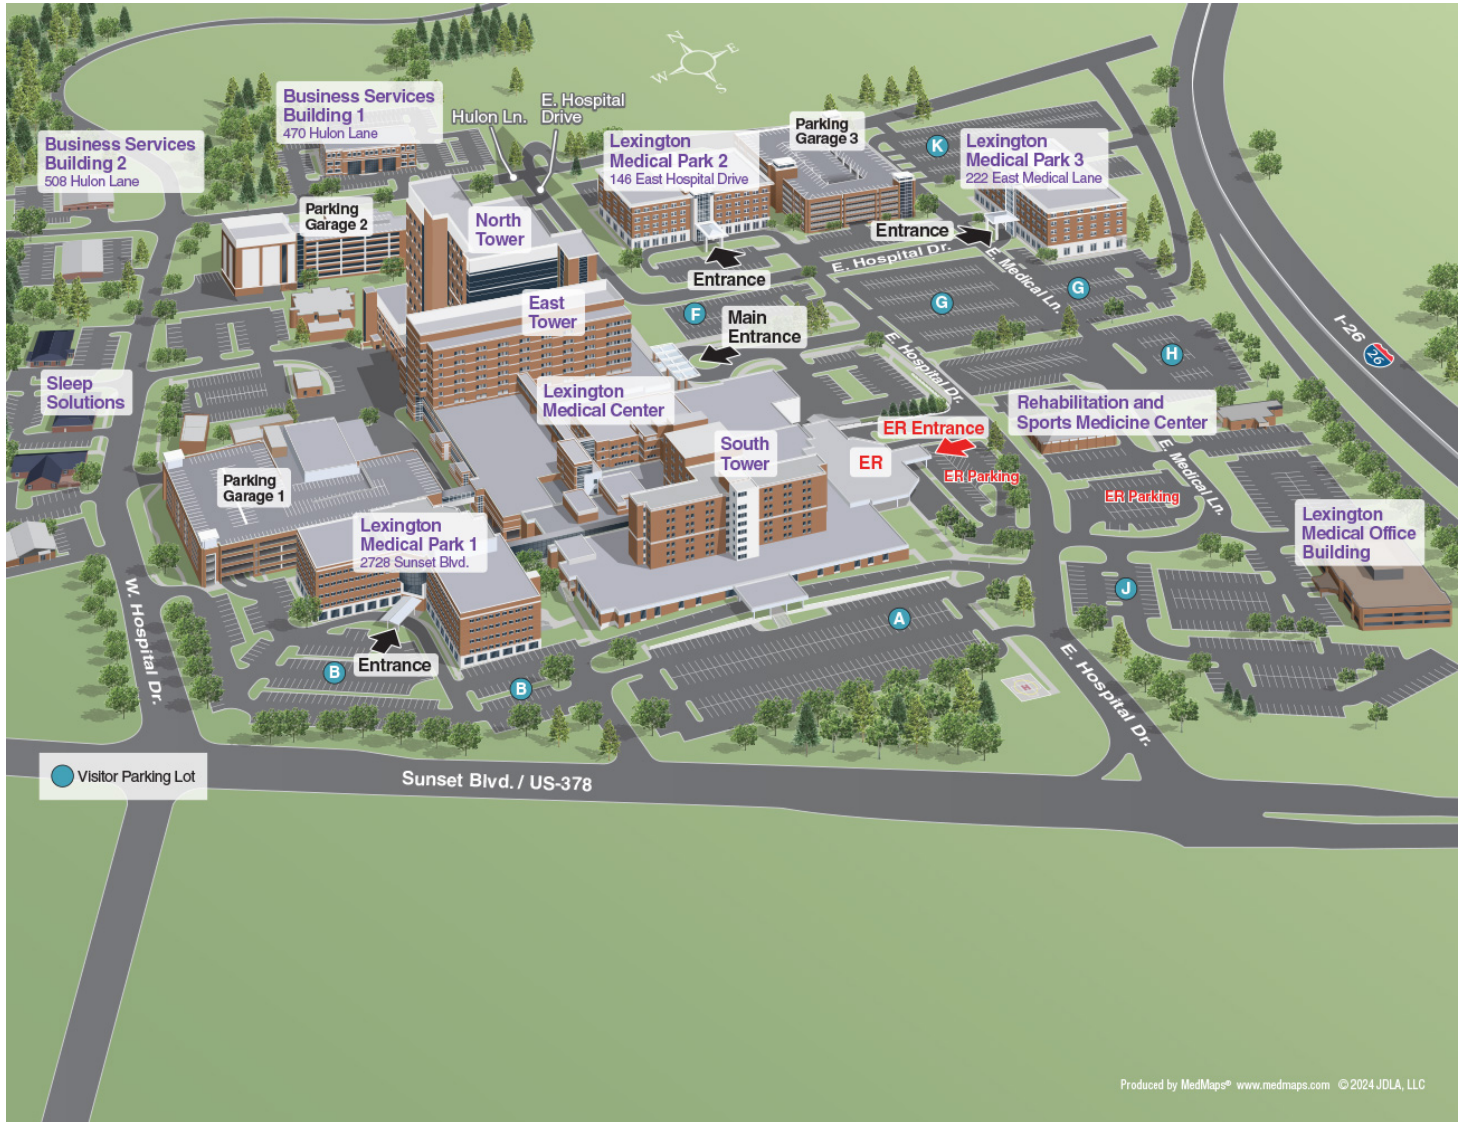 N
E
W
S
Business Services
Building 1
470 Hulon Lane
Hulon Ln.
E. Hospital
Drive
Business Services
Building 2
508 Hulon Lane
Lexington
Medical Park 2
146 East Hospital Drive
Parking
Garage 3
K
Lexington
Medical Park 3
222 East Medical Lane
Parking
Garage 2
North
Tower
Entrance
E. Hospital Dr.
E. Medical Ln.
Entrance
G
G
East
Tower
F
Main
Entrance
I-26
26
H
E. Hospital Dr.
Sleep
Solutions
Lexington
Medical Center
Rehabilitation and
Sports Medicine Center
ER Entrance
South
Tower
ER
ER Parking
E. Medical Ln.
ER Parking
Parking
Garage 1
Lexington
Medical Park 1
2728 Sunset Blvd.
Lexington
Medical Office
Building
W. Hospital Dr.
J
A
Entrance
B
B
H
E. Hospital Dr.
Visitor Parking Lot
Sunset Blvd. / US-378
Produced by MedMaps® www.medmaps.com © 2024 JDLA, LLC